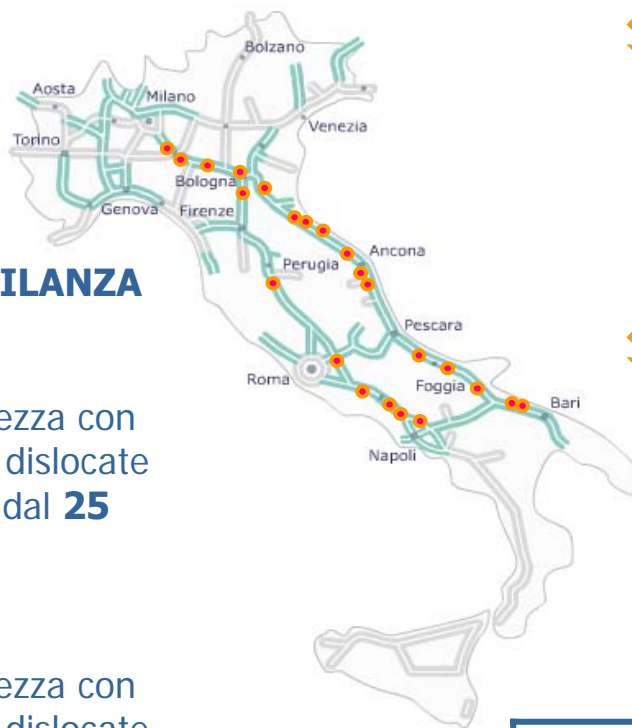 Bolzano
Aosta
Milano
Venezia
Torino
Bologna
Genova
Firenze
Ancona
Perugia
ILANZA
Pescara
Roma
Foggia
Bari
ezza con
dislocate
Napoli
dal 25
ezza con
dislocate